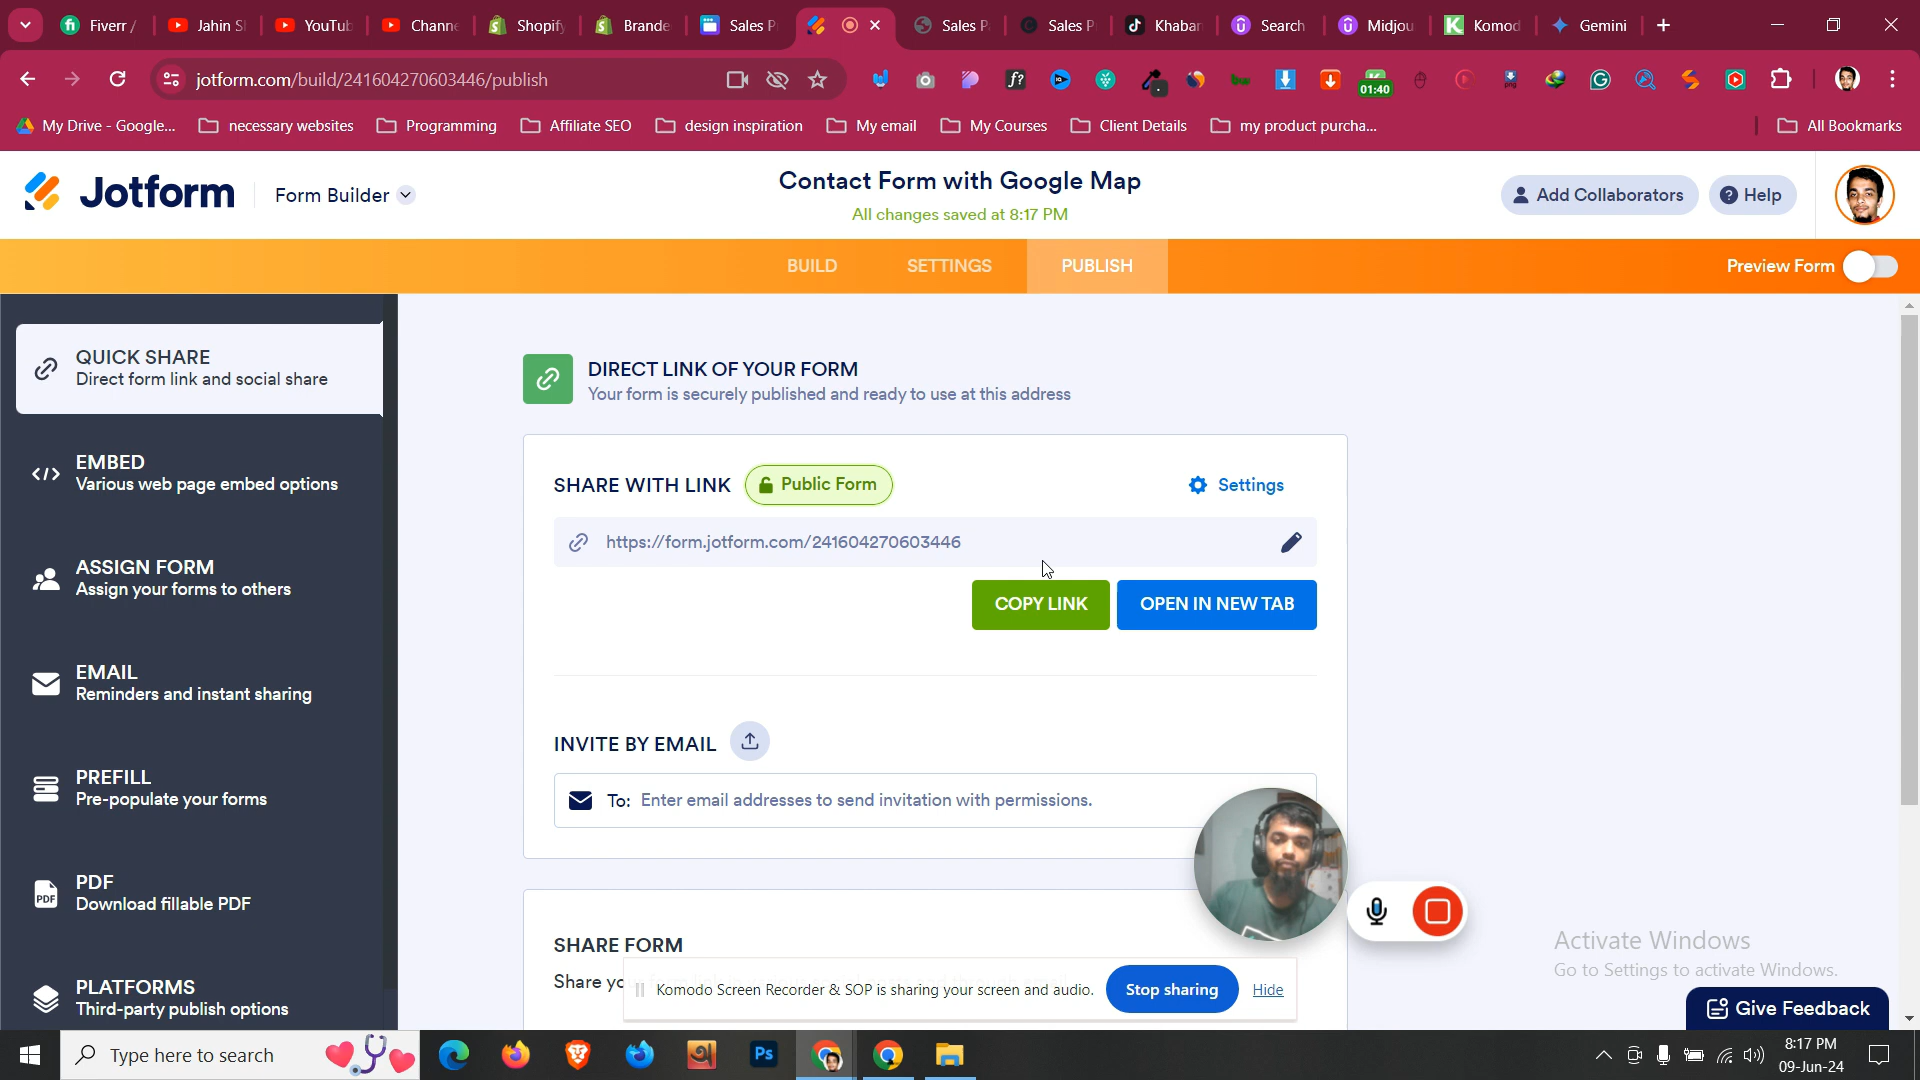 Fiverr /
Jahin S
YouTub
Channe
Shopify
Brande
Sales P
Sales P
Sales P
Khaban
Search
Midjou
Komod
Gemini
jotform.com/build/241604270603446/publish
01:40
My Drive - Google...
necessary websites
Programming
Affiliate SEO
design inspiration
My email
My Courses
Client Details
my product purcha...
All Bookmarks
Jotform
Form Builder
Contact Form with Google Map
All changes saved at 8:17 PM
Add Collaborators
Help
BUILD
SETTINGS
PUBLISH
Preview Form
QUICK SHARE
Direct form link and social share
EMBED
Various web page embed options
ASSIGN FORM
Assign your forms to others
EMAIL
Reminders and instant sharing
PREFILL
Pre-populate your forms
PDF
PDF
Download fillable PDF
PLATFORMS
Third-party publish options
DIRECT LINK OF YOUR FORM
Your form is securely published and ready to use at this address
SHARE WITH LINK
Public Form
Settings
https://form.jotform.com/241604270603446
COPY LINK
OPEN IN NEW TAB
INVITE BY EMAIL
To: Enter email addresses to send invitation with permissions.
SHARE FORM
Share yo
Komodo Screen Recorder & SOP is sharing your screen and audio.
Stop sharing
Hide
Activate Windows
Go to Settings to activate Windows.
Give Feedback
Type here to search
Ps
8:17 PM
09-Jun-24